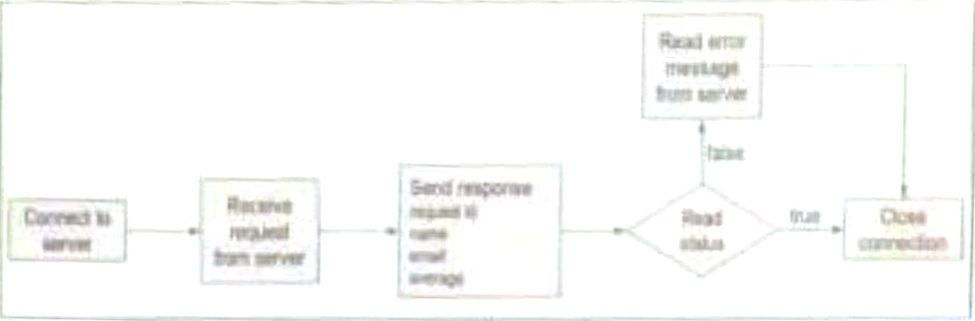 Connect to
server
Receive
request
from server
Send response
request id
name
email
average
Read
status
false
Read error
message
from server
true
Close
connection